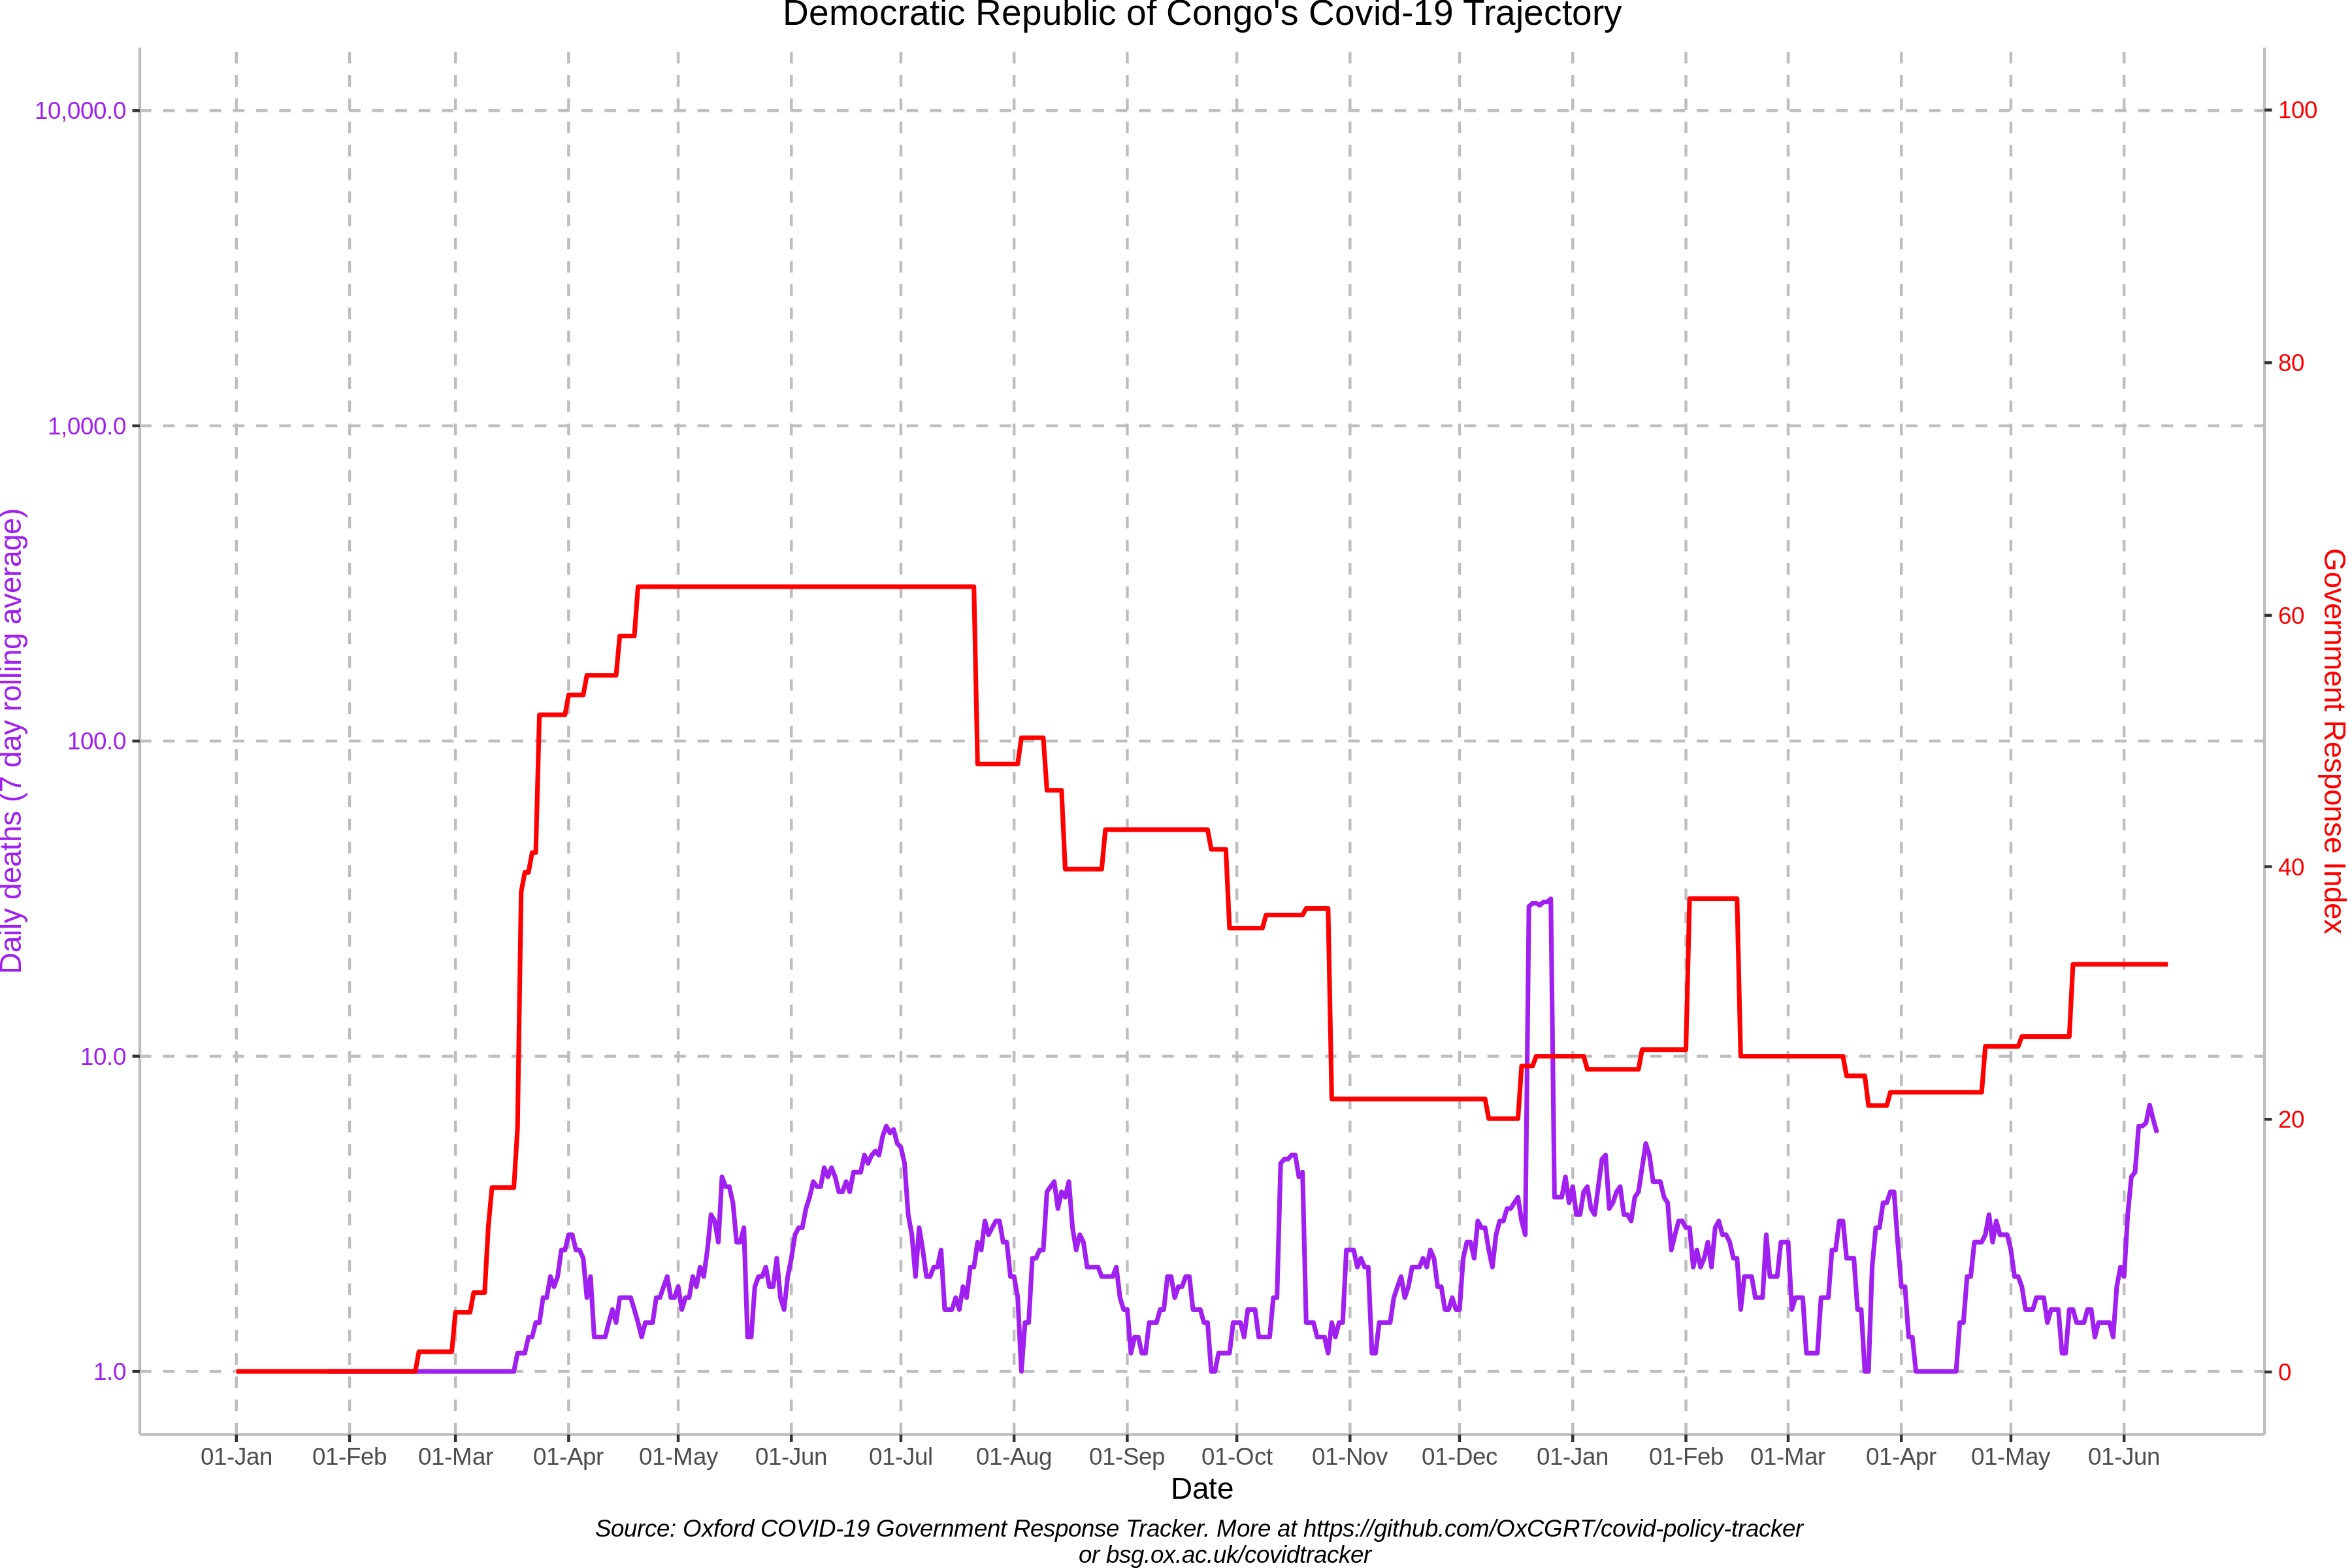 Democratic Republic of Congo's Covid-19 Trajectory
10,000.0
1,000.0
100.0
10.0
1.0
Daily deaths (7 day rolling average)
100
80
60
40
20
0
Government Response Index
01-Jan 01-Feb 01-Mar 01-Apr 01-May 01-Jun 01-Jul 01-Aug 01-Sep 01-Oct 01-Nov 01-Dec 01-Jan 01-Feb 01-Mar 01-Apr 01-May 01-Jun
Date
Source: Oxford COVID-19 Government Response Tracker. More at https://github.com/OxCGRT/covid-policy-tracker
or bsg.ox.ac.uk/covidtracker